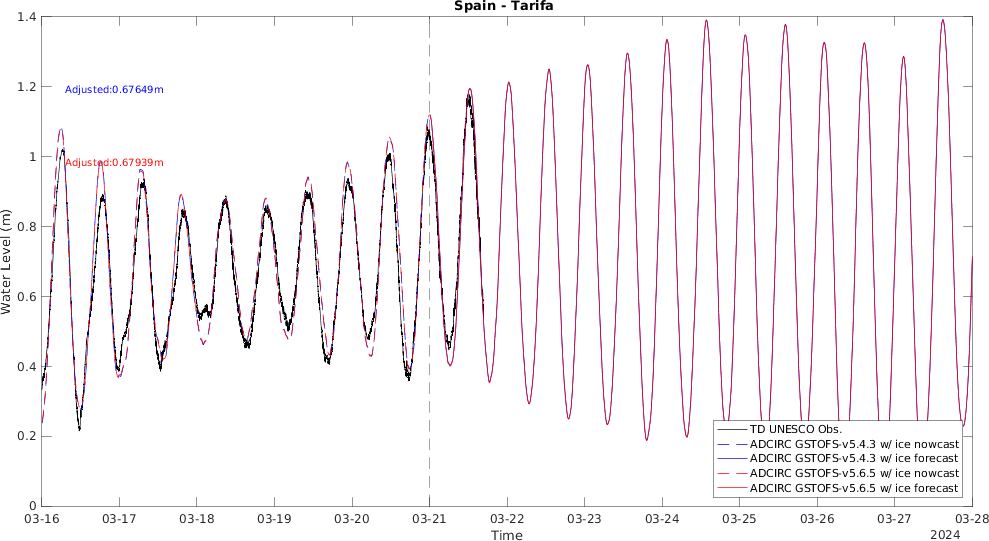 Spain - Tarifa
1.4
1.2
1
0.8
0.6
0.4
0.2
0
Water Level (m)
Adjusted:0.67649m
Adjusted:0.67939m
TD UNESCO Obs.
ADCIRC GSTOFS-v5.4.3 w/ ice nowcast
ADCIRC GSTOFS-v5.4.3 w/ ice forecast
ADCIRC GSTOFS-v5.6.5 w/ ice nowcast
ADCIRC GSTOFS-v5.6.5 w/ ice forecast
03-16 03-17 03-18 03-19 03-20 03-21 03-22 03-23 03-24 03-25 03-26 03-27 03-28
Time
2024